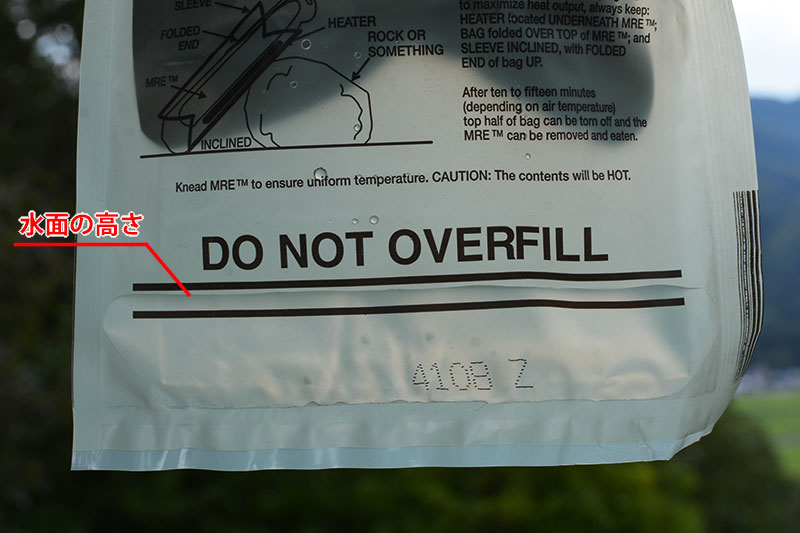 SLEEVE
FOLDED
END
HEATER
ROCK OR
SOMETHING
MRE™
INCLINED
to maximize heat output, always keep:
HEATER located UNDERNEATH MRE™;
BAG folded OVER TOP of MRE™; and
SLEEVE INCLINED, with FOLDED
END of bag UP.
After ten to fifteen minutes
(depending on air temperature)
top half of bag can be torn off and the
MRE™ can be removed and eaten.
Knead MRE™ to ensure uniform temperature. CAUTION: The contents will be HOT.
水面の高さ
DO NOT OVERFILL
4108 Z